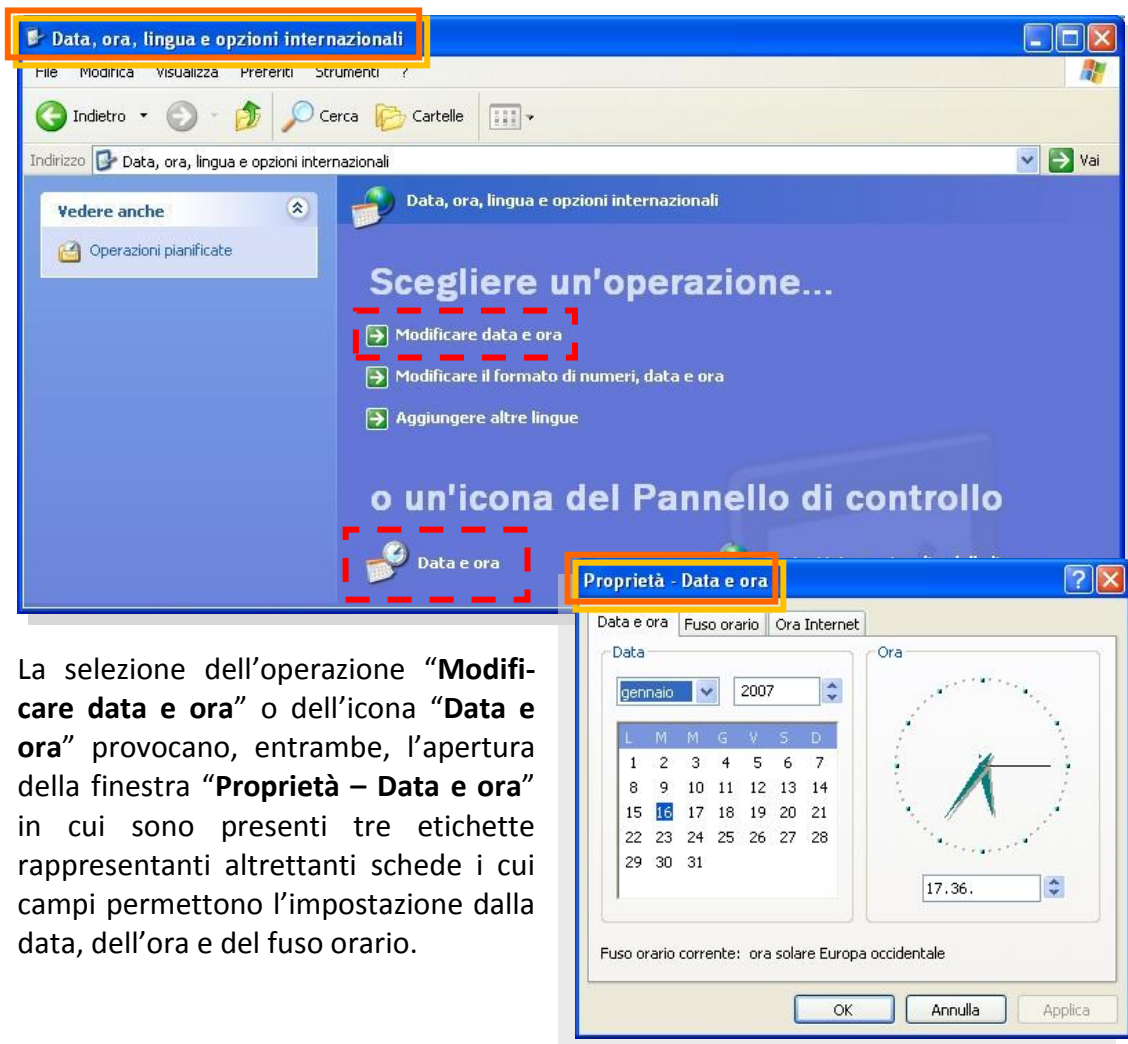 Data, ora, lingua e opzioni internazionali
File Modifica Visualizza Preferiti Strumenti ?
Indietro Cerca Cartelle
Indirizzo Data, ora, lingua e opzioni internazionali Vai
Vedere anche
Operazioni pianificate
Data, ora, lingua e opzioni internazionali
Scegliere un'operazione...
Modificare data e ora
Modificare il formato di numeri, data e ora
Aggiungere altre lingue
o un'icona del Pannello di controllo
Data e ora
La selezione dell’operazione “Modifi-
care data e ora” o dell’icona “Data e
ora” provocano, entrambe, l’apertura
della finestra “Proprietà – Data e ora”
in cui sono presenti tre etichette
rappresentanti altrettanti schede i cui
campi permettono l’impostazione dalla
data, dell’ora e del fuso orario.
Proprietà - Data e ora
Data e ora Fuso orario Ora Internet
Data
gennaio 2007
L M M G V S D
1 2 3 4 5 6 7
8 9 10 11 12 13 14
15 16 17 18 19 20 21
22 23 24 25 26 27 28
29 30 31
Ora
17.36.
Fuso orario corrente: ora solare Europa occidentale
OK Annulla Applica